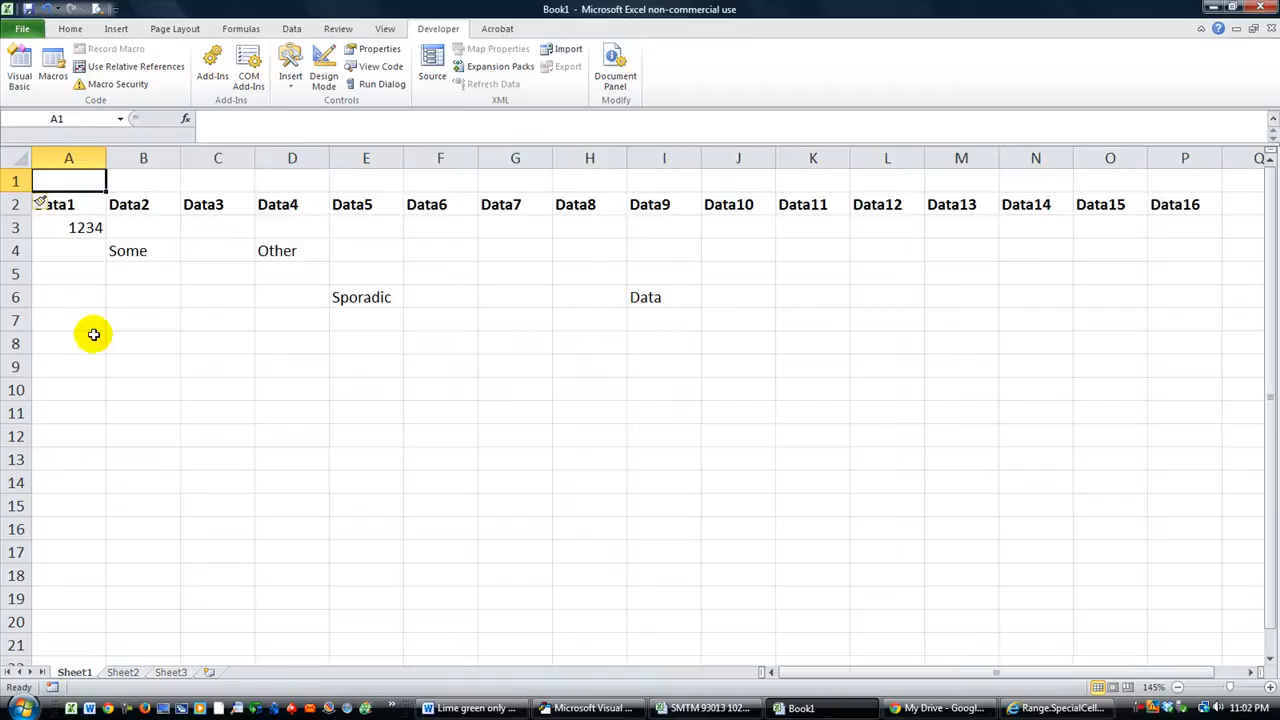 Book1 - Microsoft Excel non-commercial use
File Home Insert Page Layout Formulas Data Review View Developer Acrobat
Visual Basic
Macros
Record Macro
Use Relative References
Macro Security
Code
Add-Ins
COM Add-Ins
Add-Ins
Insert
Design Mode
Properties
View Code
Run Dialog
Controls
Source
Map Properties
Expansion Packs
Refresh Data
Import
Export
XML
Document Panel
Modify
A1 fx
A B C D E F G H I J K L M N O P Q
1
2 Data1 Data2 Data3 Data4 Data5 Data6 Data7 Data8 Data9 Data10 Data11 Data12 Data13 Data14 Data15 Data16
3 1234
4 Some Other
5
6 Sporadic Data
7
8
9
10
11
12
13
14
15
16
17
18
19
20
21
Sheet1 Sheet2 Sheet3
Ready 145%
Lime green only ... Microsoft Visual ... SMTM 93013 102... Book1 My Drive - Google... Range.SpecialCell... 11:02 PM